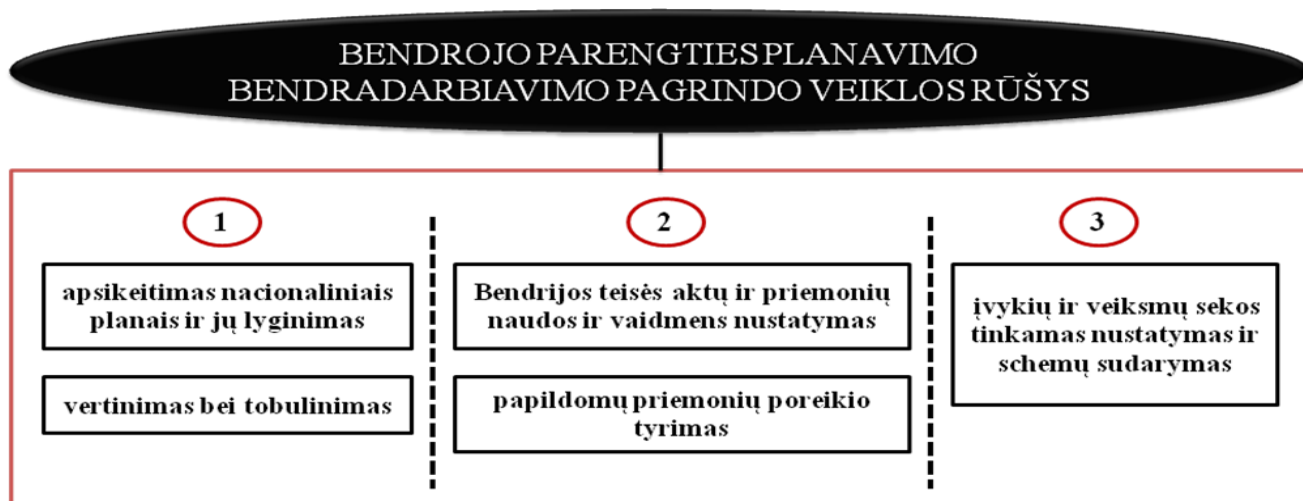 BENDROJO PARENGTIES PLANAVIMO
BENDRADARBIAVIMO PAGRINDO VEIKLOS RŪŠYS
1
apsikeitimas nacionaliniais
planais ir jų lyginimas
vertinimas bei tobulinimas
2
Bendrijos teisės aktų ir priemonių
naudos ir vaidmens nustatymas
papildomų priemonių poreikio
tyrimas
3
įvykių ir veiksmų sekos
tinkamas nustatymas ir
schemų sudarymas